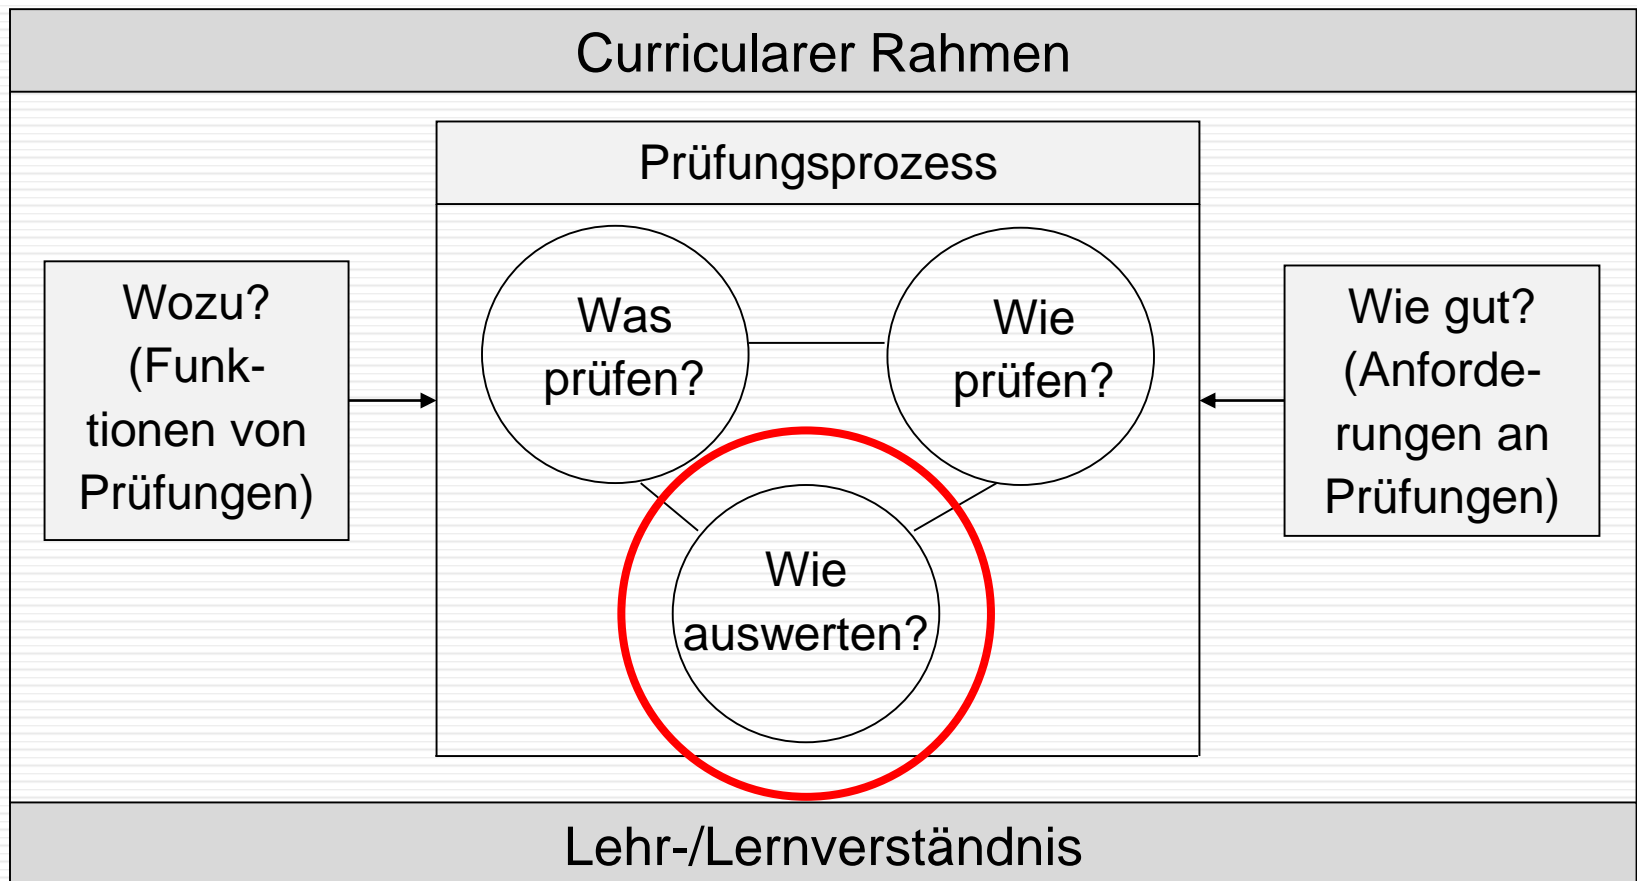 Curricularer Rahmen
Prüfungsprozess
Wozu?
(Funk-
tionen von
Prüfungen)
Was
prüfen?
Wie
prüfen?
Wie
auswerten?
Wie gut?
(Anforde-
rungen an
Prüfungen)
Lehr-/Lernverständnis